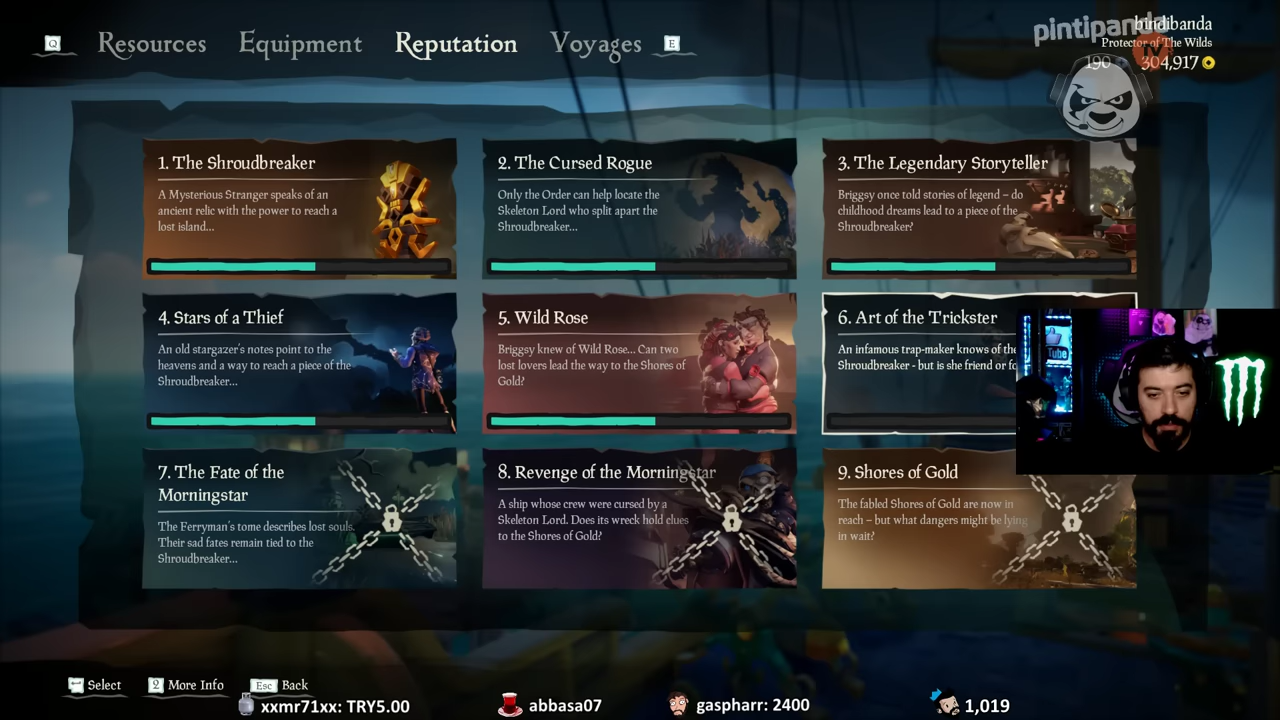 Q
Resources
Equipment
Reputation
Voyages
E
pintipanda
bindibanda
Protector of The Wilds
IV
190
304,917
1. The Shroudbreaker
A Mysterious Stranger speaks of an
ancient relic with the power to reach a
lost island...
2. The Cursed Rogue
Only the Order can help locate the
Skeleton Lord who split apart the
Shroudbreaker...
3. The Legendary Storyteller
Briggsy once told stories of legend – do
childhood dreams lead to a piece of the
Shroudbreaker?
4. Stars of a Thief
An old stargazer's notes point to the
heavens and a way to reach a piece of the
Shroudbreaker...
5. Wild Rose
Briggsy knew of Wild Rose... Can two
lost lovers lead the way to the Shores of
Gold?
6. Art of the Trickster
An infamous trap-maker knows of the
Shroudbreaker - but is she friend or
7. The Fate of the
Morningstar
The Ferryman's tome describes lost souls.
Their sad fates remain tied to the
Shroudbreaker...
8. Revenge of the Morningstar
A ship whose crew were cursed by a
Skeleton Lord. Does its wreck hold clues
to the Shores of Gold?
9. Shores of Gold
The fabled Shores of Gold are now in
reach – but what dangers might be lying
in wait?
Tube
Select
2 More Info
Esc Back
xxmr71xx: TRY5.00
abbasa07
gaspharr: 2400
1,019